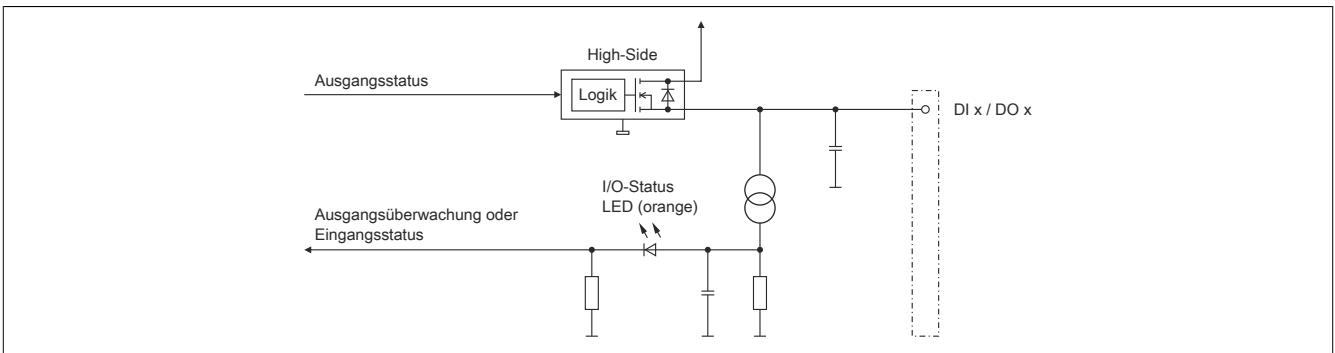 High-Side
Ausgangsstatus
Logik
DI x / DO x
I/O-Status
LED (orange)
Ausgangsüberwachung oder
Eingangsstatus